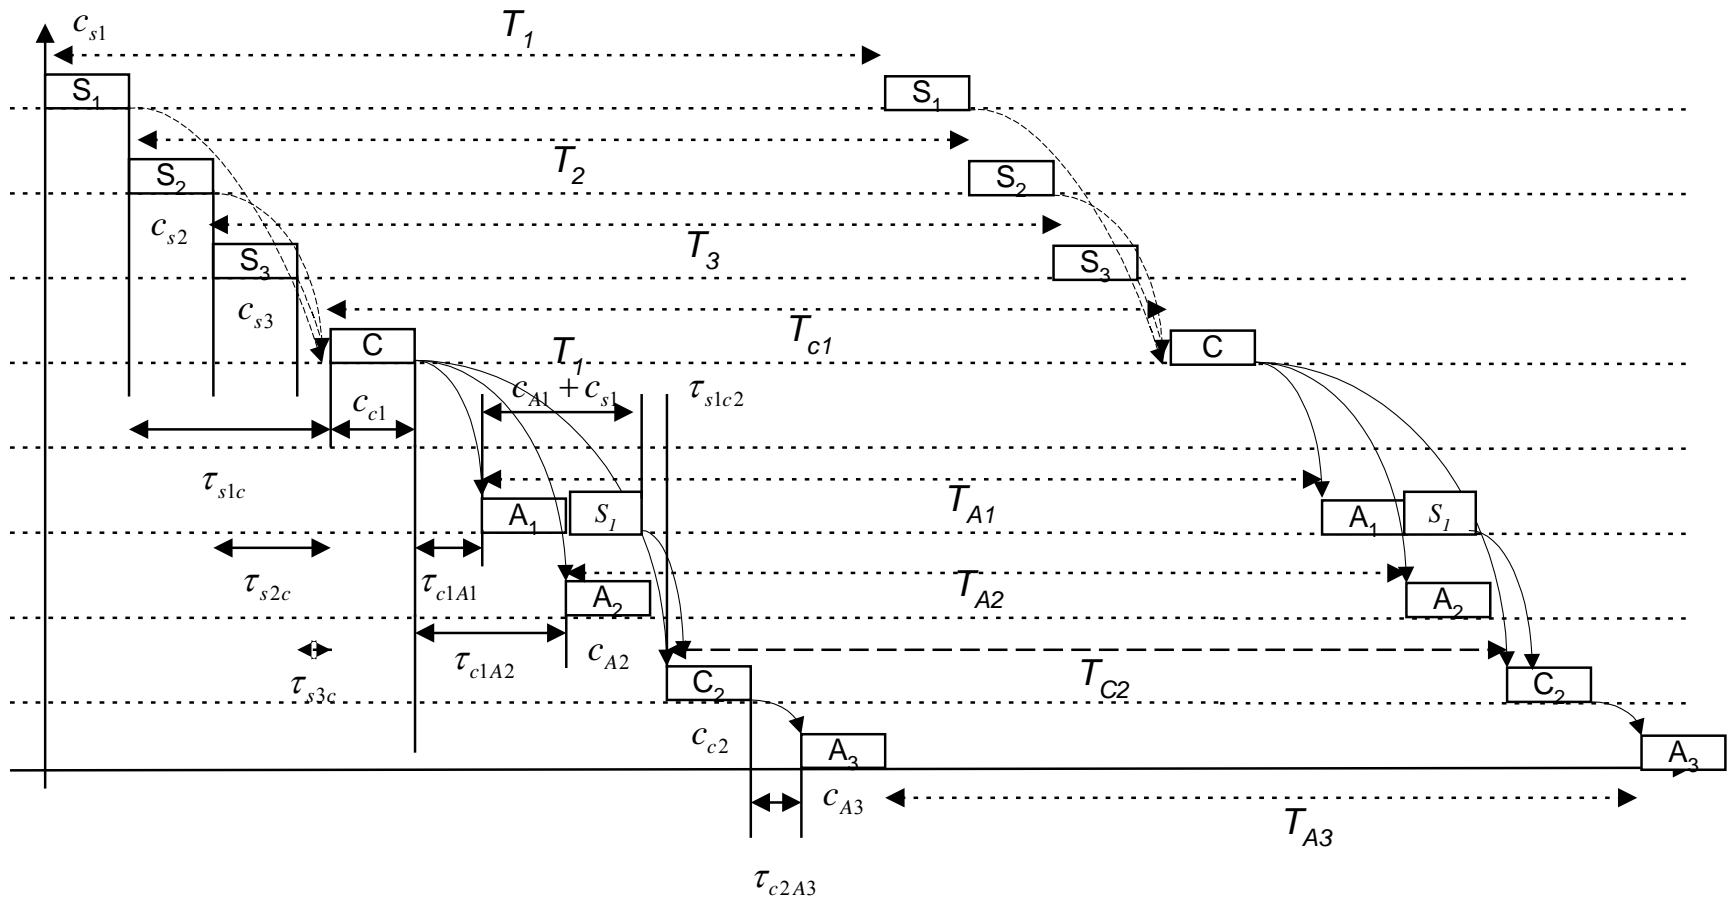 c_{s1}
T_1
S_1
S_1
S_2
T_2
S_2
c_{s2}
S_3
T_3
S_3
c_{s3}
C
T_1
T_{c1}
C
c_{c1}
c_{A1} + c_{s1}
τ_{s1c2}
τ_{s1c}
A_1
S_1
T_{A1}
A_1
S_1
τ_{s2c}
τ_{c1A1}
A_2
T_{A2}
A_2
τ_{s3c}
τ_{c1A2}
c_{A2}
C_2
T_{C2}
C_2
c_{c2}
A_3
A_3
c_{A3}
T_{A3}
τ_{c2A3}